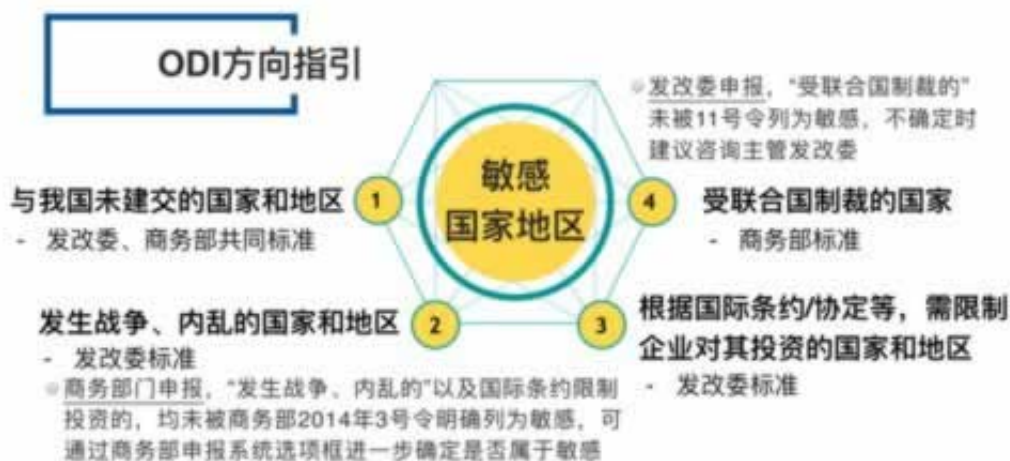 ODI方向指引
发改委申报，“受联合国制裁的”
未被11号令列为敏感，不确定时
建议咨询主管发改委
敏感
国家地区
与我国未建交的国家和地区
1
- 发改委、商务部共同标准
4
受联合国制裁的国家
- 商务部标准
发生战争、内乱的国家和地区
2
- 发改委标准
商务部门申报，“发生战争、内乱的”以及国际条约限制
投资的，均未被商务部2014年3号令明确列为敏感，可
通过商务部申报系统选项框进一步确定是否属于敏感
3
根据国际条约/协定等，需限制
企业对其投资的国家和地区
- 发改委标准